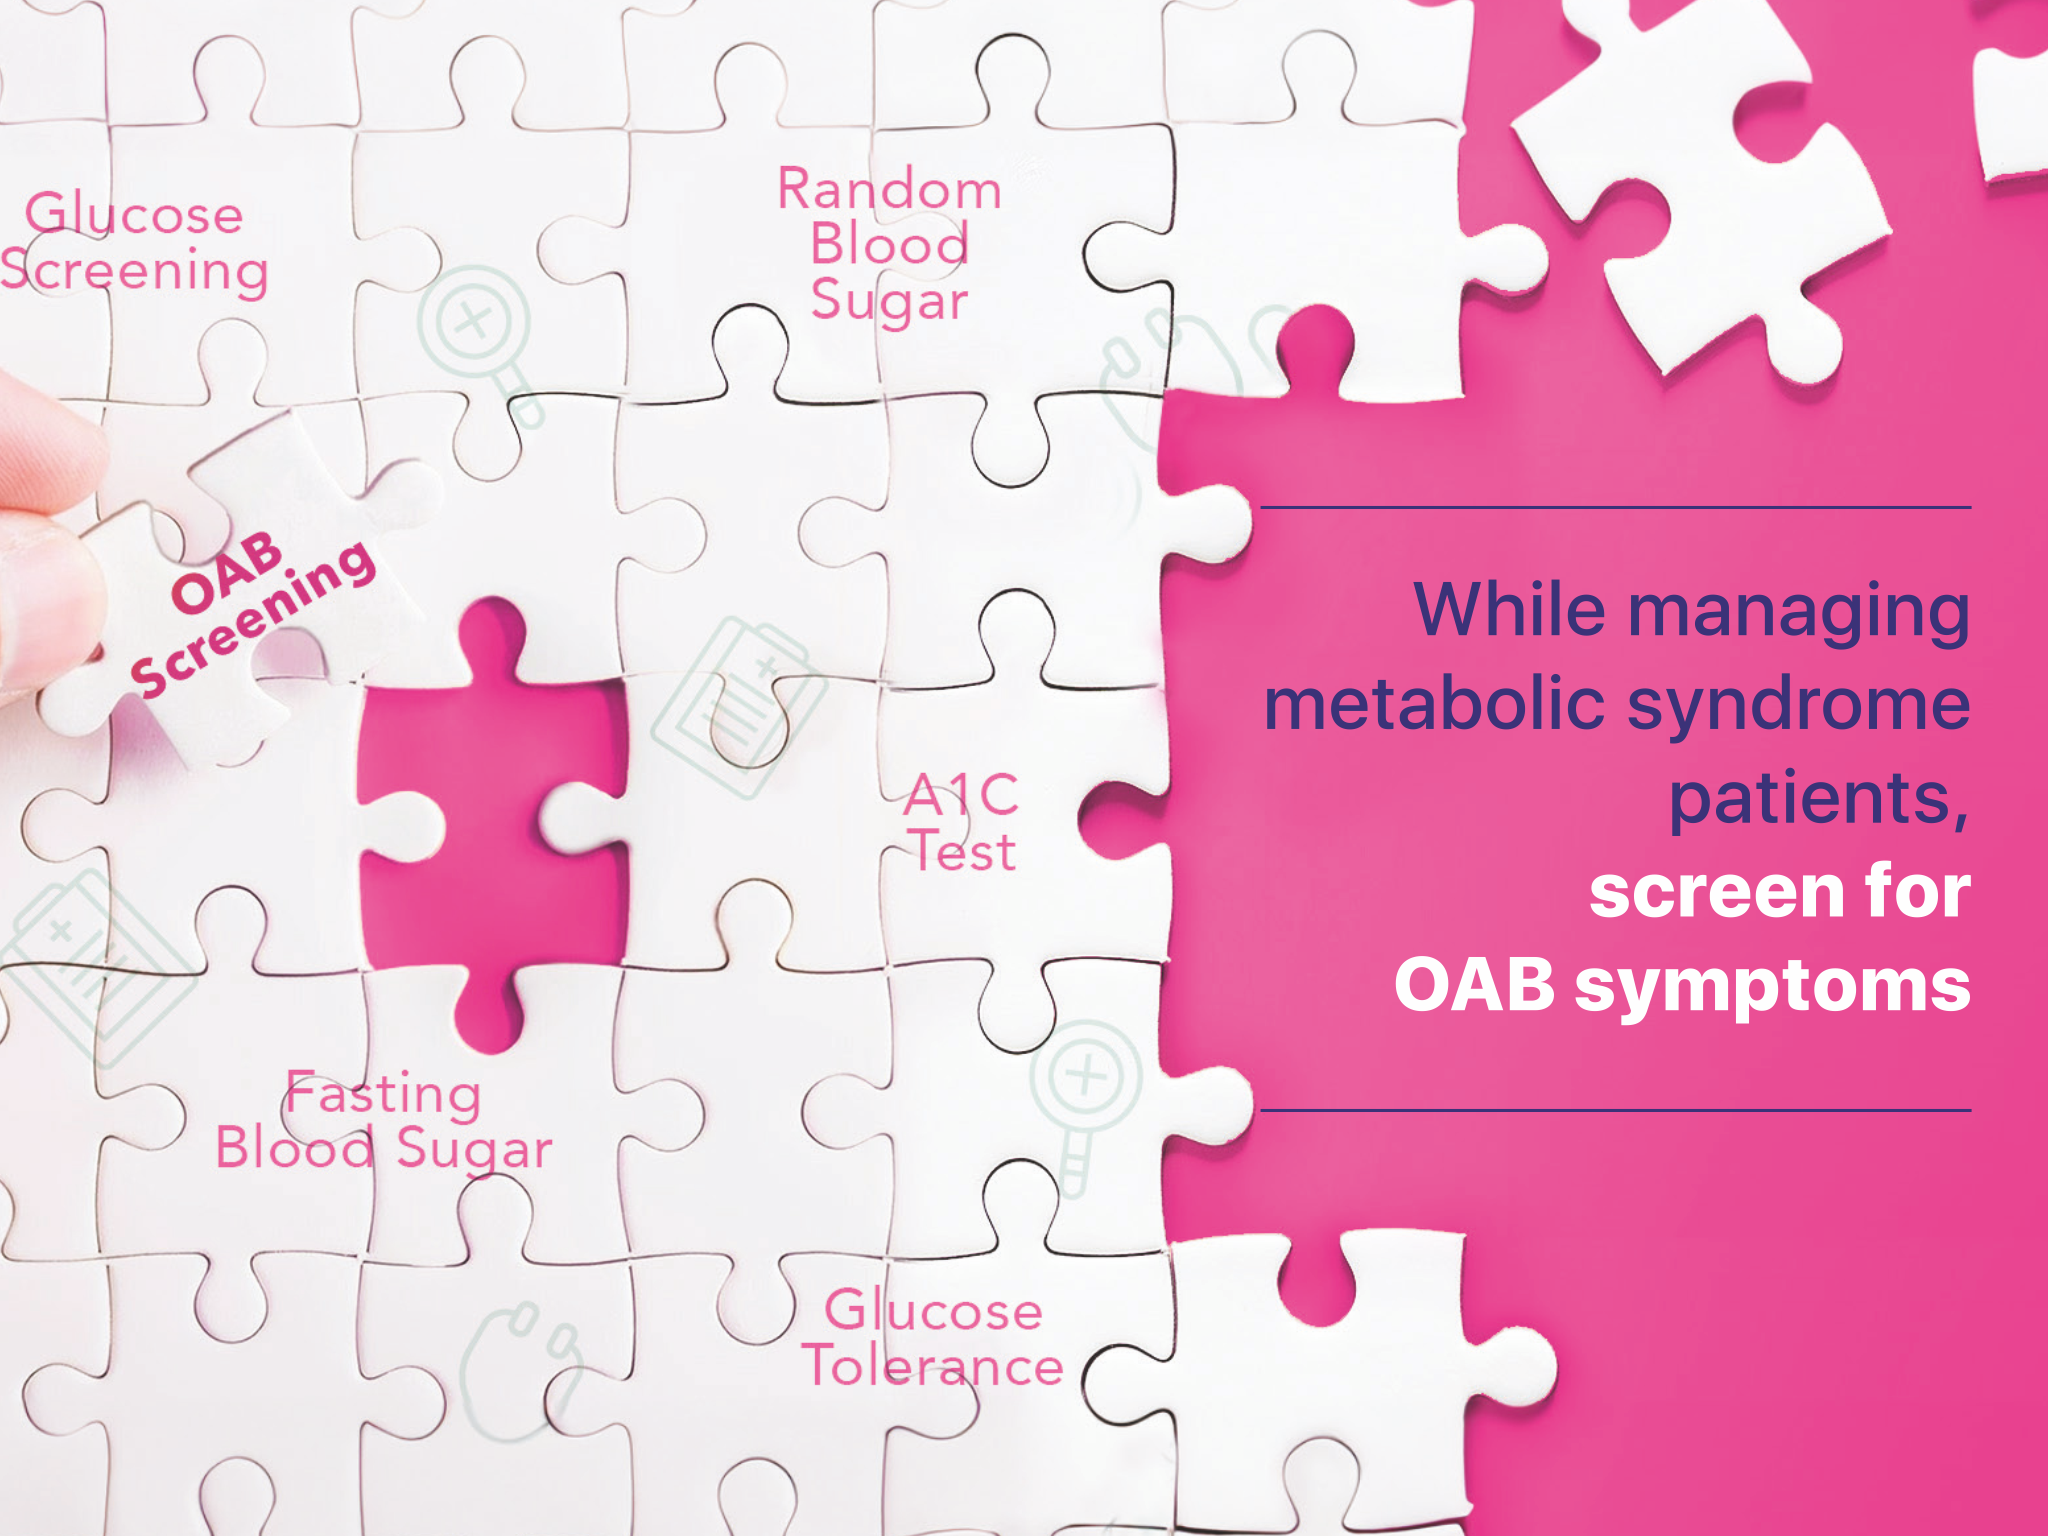 Glucose
Screening
Random
Blood
Sugar
OAB
Screening
A1C
Test
Fasting
Blood Sugar
Glucose
Tolerance
While managing
metabolic syndrome
patients,
screen for
OAB symptoms